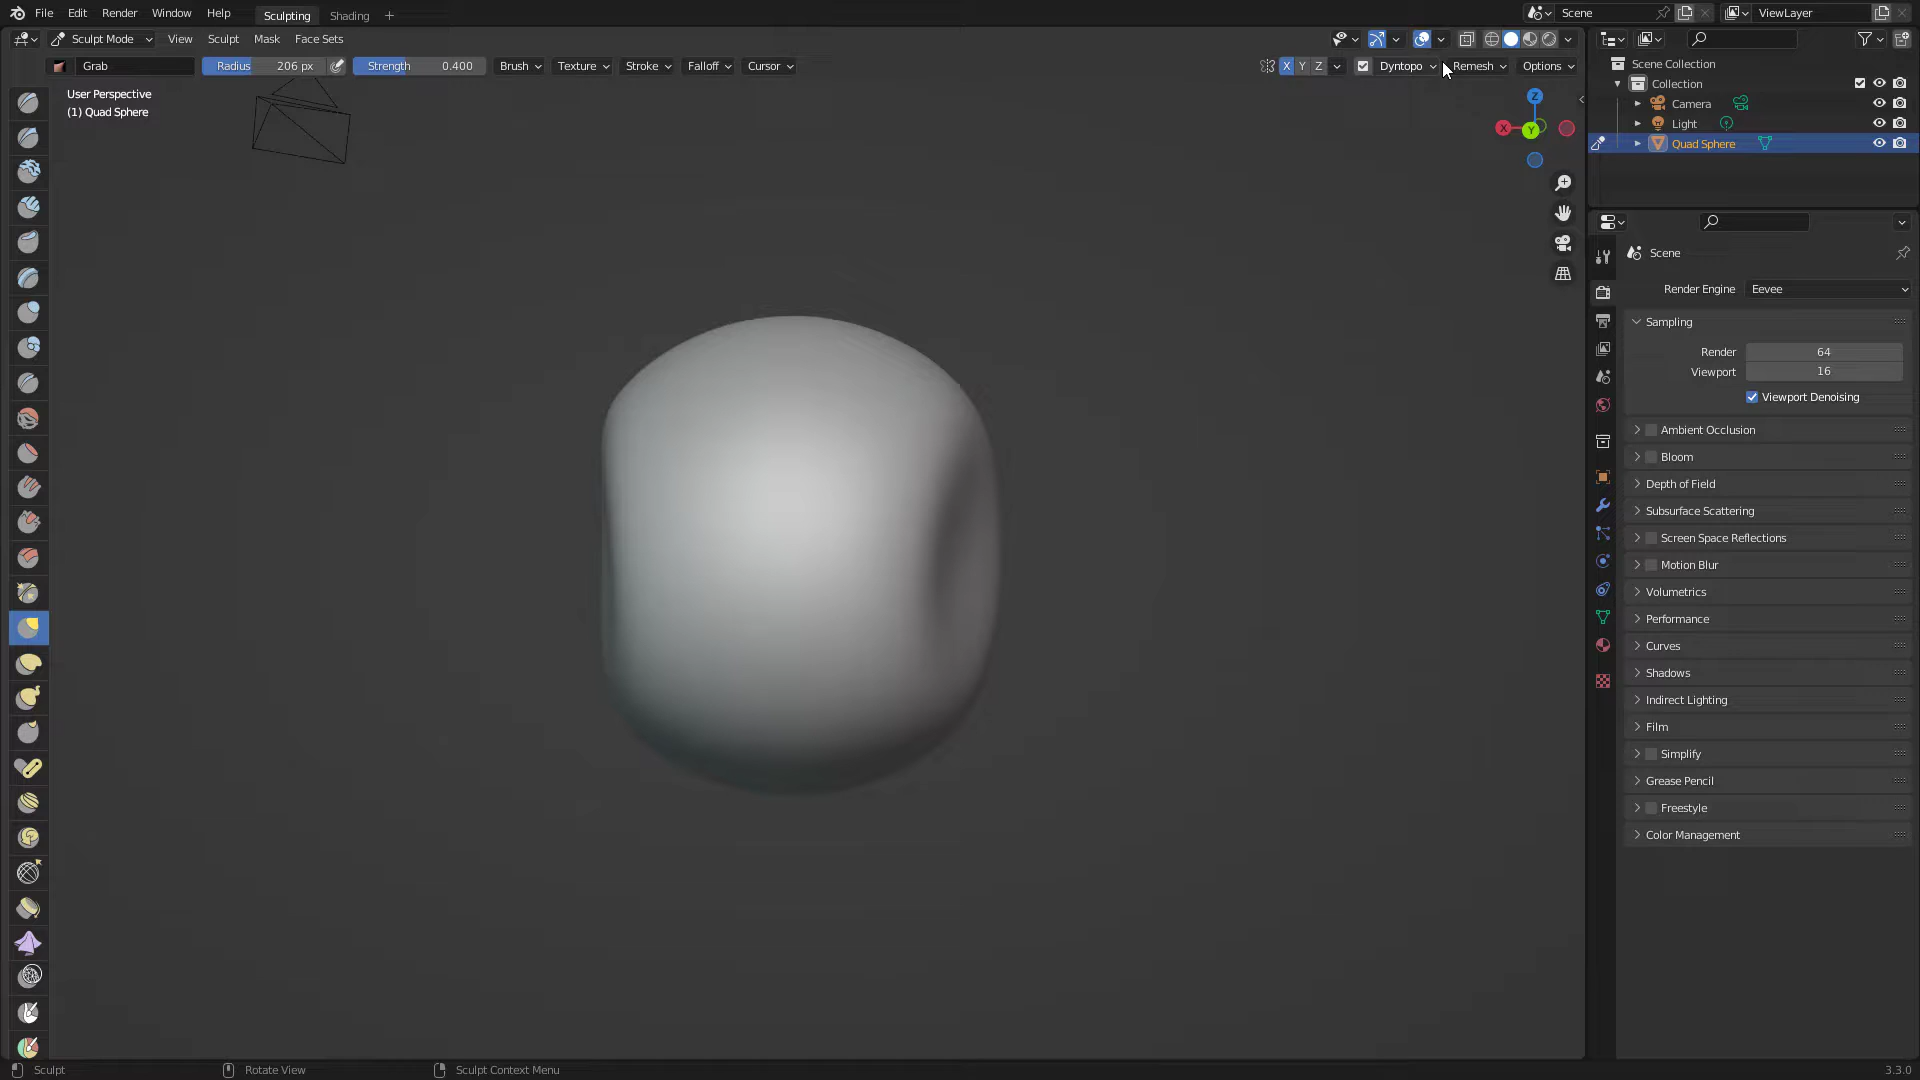 File Edit Render Window Help Sculpting Shading + Scene ViewLayer
Sculpt Mode View Sculpt Mask Face Sets
Grab Radius 206 px Strength 0.400 Brush Texture Stroke Falloff Cursor X Y Z Dyntopo Remesh Options
User Perspective
(1) Quad Sphere
Z
X
Y
Scene Collection
Collection
Camera
Light
Quad Sphere
Scene
Render Engine Eevee
Sampling
Render 64
Viewport 16
Viewport Denoising
Ambient Occlusion
Bloom
Depth of Field
Subsurface Scattering
Screen Space Reflections
Motion Blur
Volumetrics
Performance
Curves
Shadows
Indirect Lighting
Film
Simplify
Grease Pencil
Freestyle
Color Management
Sculpt Rotate View Sculpt Context Menu 3.3.0